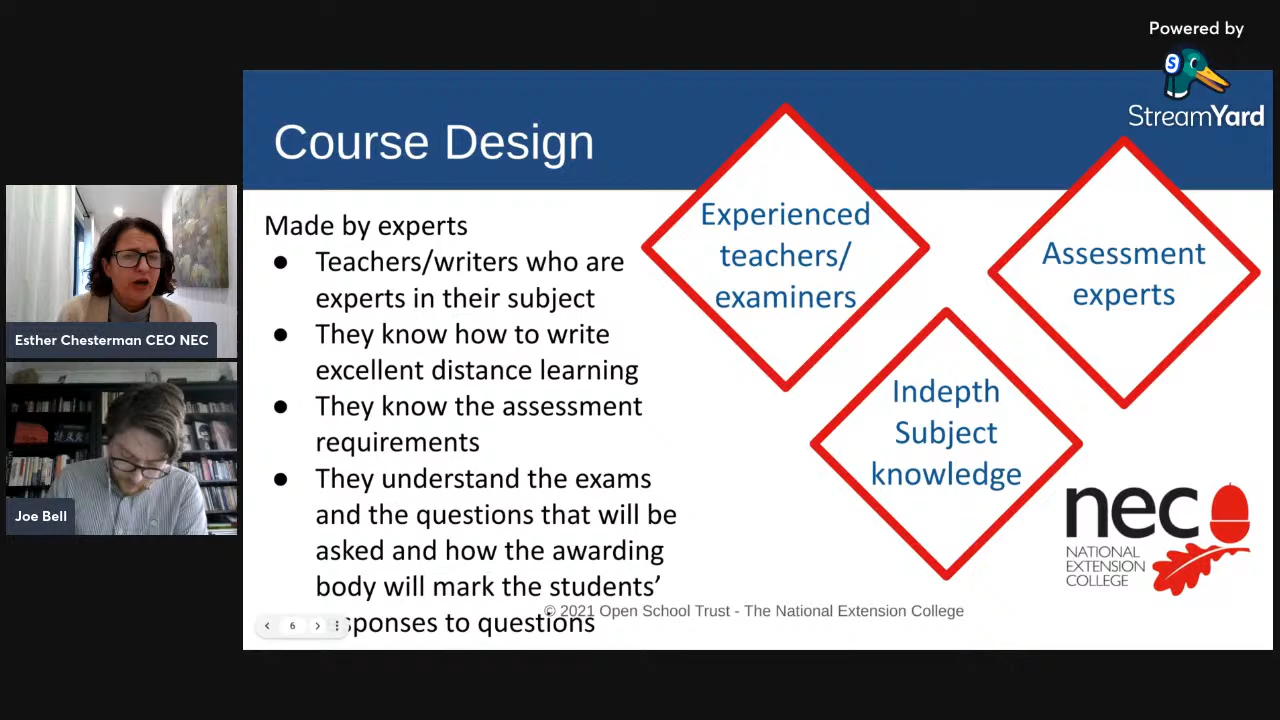 Powered by
S
StreamYard
Course Design
Made by experts
● Teachers/writers who are
experts in their subject
● They know how to write
excellent distance learning
● They know the assessment
requirements
● They understand the exams
and the questions that will be
asked and how the awarding
body will mark the students’
sponses to questions
Experienced
teachers/
examiners
Assessment
experts
Indepth
Subject
knowledge
nec
NATIONAL
EXTENSION
COLLEGE
© 2021 Open School Trust - The National Extension College
6
Esther Chesterman CEO NEC
Joe Bell